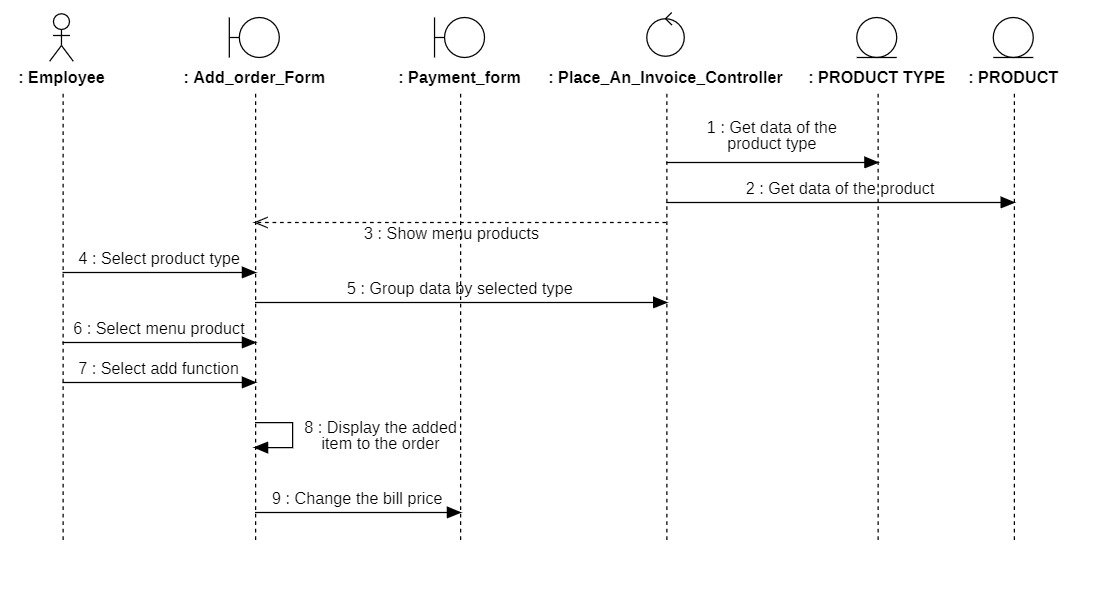 : Employee
: Add_order_Form
: Payment_form
: Place_An_Invoice_Controller
: PRODUCT TYPE
: PRODUCT
1 : Get data of the
product type
2 : Get data of the product
3 : Show menu products
4 : Select product type
5 : Group data by selected type
6 : Select menu product
7 : Select add function
8 : Display the added
item to the order
9 : Change the bill price